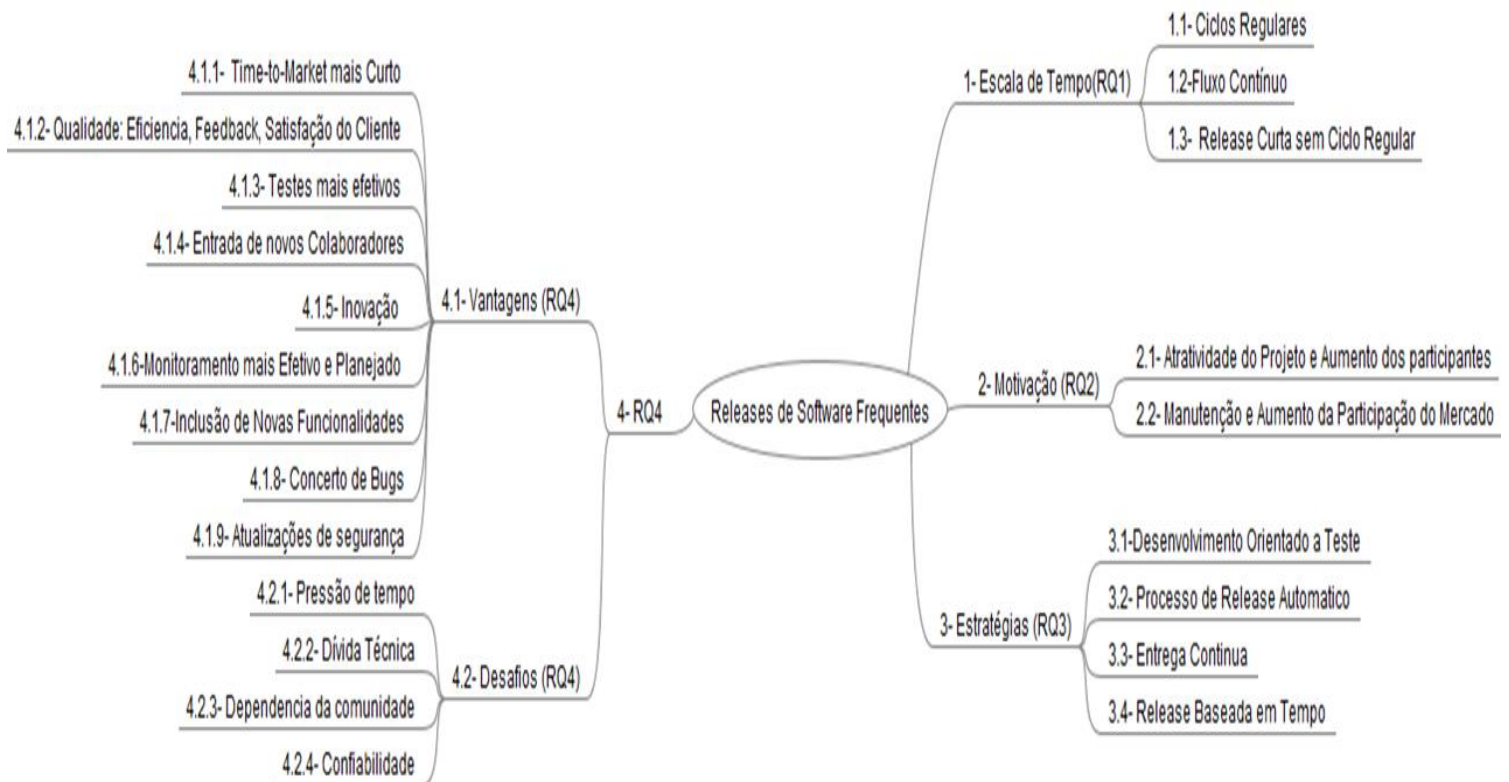 Releases de Software Frequentes
1- Escala de Tempo(RQ1)
1.1- Ciclos Regulares
1.2-Fluxo Contínuo
1.3- Release Curta sem Ciclo Regular
2- Motivação (RQ2)
2.1- Atratividade do Projeto e Aumento dos participantes
2.2- Manutenção e Aumento da Participação do Mercado
3- Estratégias (RQ3)
3.1-Desenvolvimento Orientado a Teste
3.2- Processo de Release Automatico
3.3- Entrega Continua
3.4- Release Baseada em Tempo
4- RQ4
4.1- Vantagens (RQ4)
4.1.1- Time-to-Market mais Curto
4.1.2- Qualidade: Eficiencia, Feedback, Satisfação do Cliente
4.1.3- Testes mais efetivos
4.1.4- Entrada de novos Colaboradores
4.1.5- Inovação
4.1.6-Monitoramento mais Efetivo e Planejado
4.1.7-Inclusão de Novas Funcionalidades
4.1.8- Concerto de Bugs
4.1.9- Atualizações de segurança
4.2- Desafios (RQ4)
4.2.1- Pressão de tempo
4.2.2- Dívida Técnica
4.2.3- Dependencia da comunidade
4.2.4- Confiabilidade